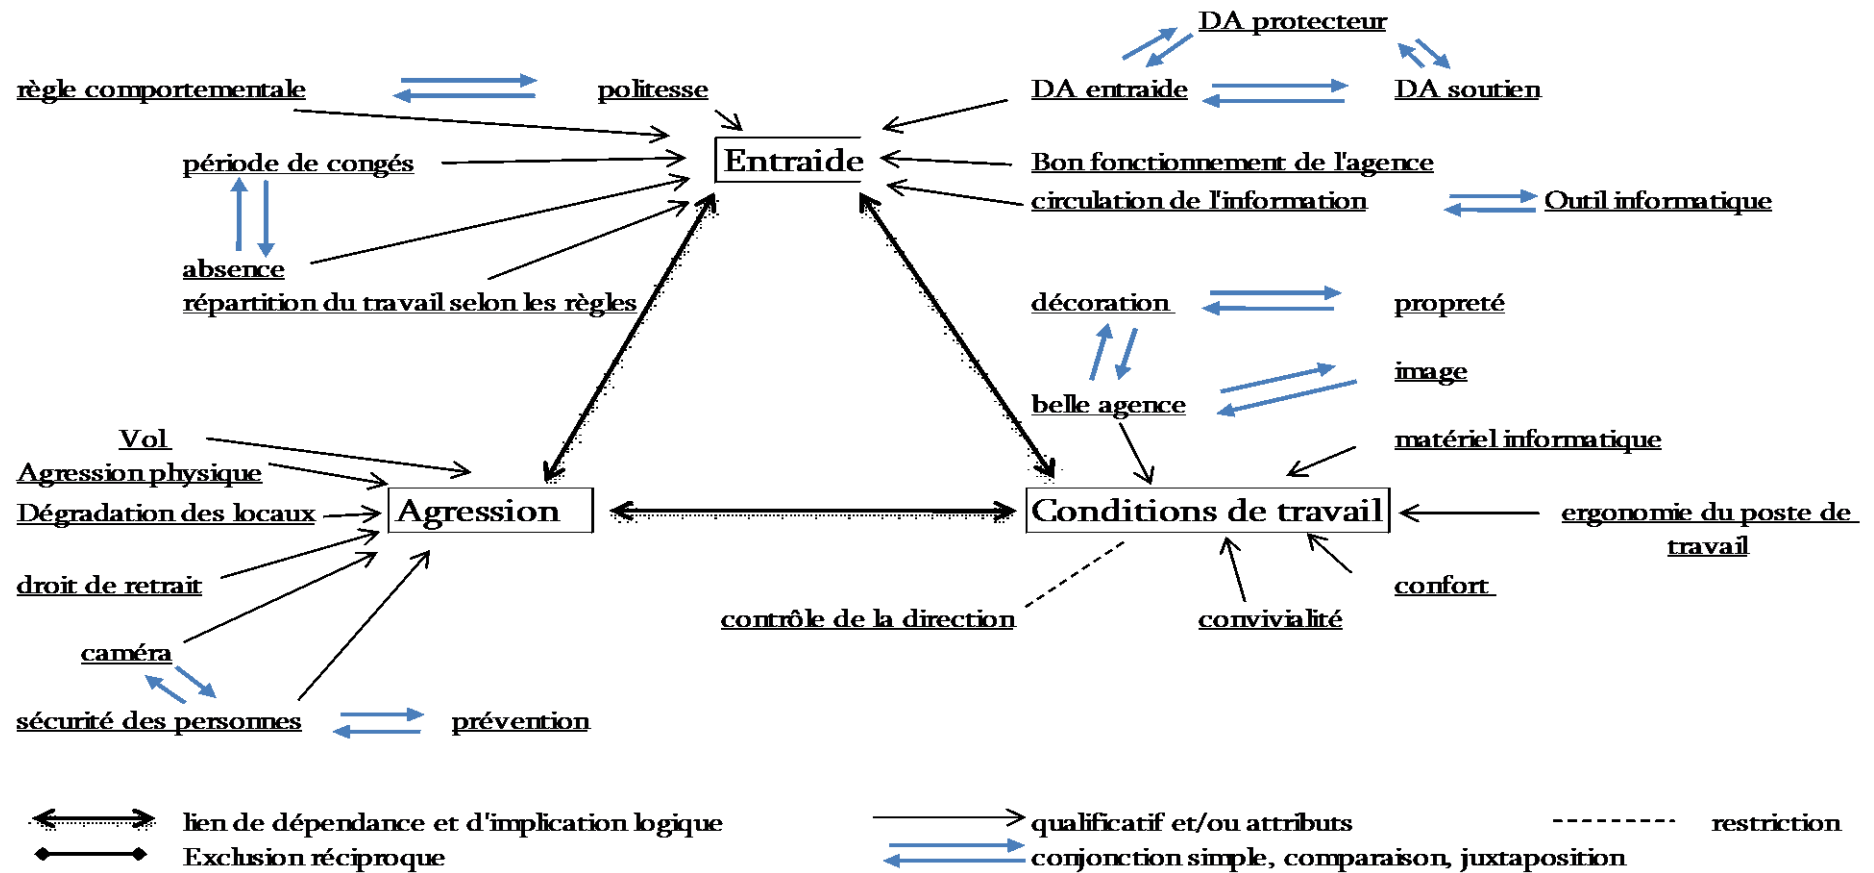 DA protecteur
règle comportementale
politesse
DA entraide
DA soutien
Entraide
période de congés
Bon fonctionnement de l'agence
circulation de l'information
Outil informatique
absence
répartition du travail selon les règles
décoration
propreté
image
belle agence
Vol
matériel informatique
Agression physique
Dégradation des locaux
Agression
Conditions de travail
ergonomie du poste de
travail
droit de retrait
confort
contrôle de la direction
convivialité
caméra
sécurité des personnes
prévention
lien de dépendance et d'implication logique
qualificatif et/ou attributs
restriction
Exclusion réciproque
conjonction simple, comparaison, juxtaposition